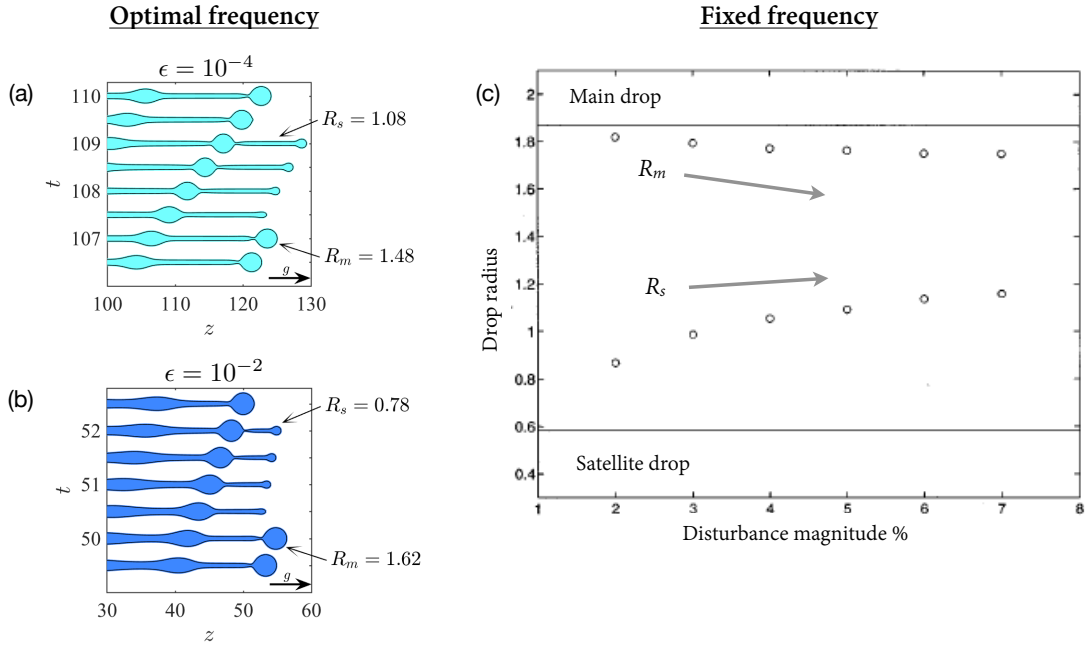 Optimal frequency
Fixed frequency
(a)
ϵ = 10⁻⁴
110
109
108
107
t
R_s = 1.08
R_m = 1.48
g
100 110 120 130
z
(b)
ϵ = 10⁻²
52
51
50
t
R_s = 0.78
R_m = 1.62
g
30 40 50 60
z
(c)
Main drop
R_m
R_s
Satellite drop
2
1.8
1.6
1.4
1.2
1
0.8
0.6
0.4
Drop radius
1 2 3 4 5 6 7 8
Disturbance magnitude %